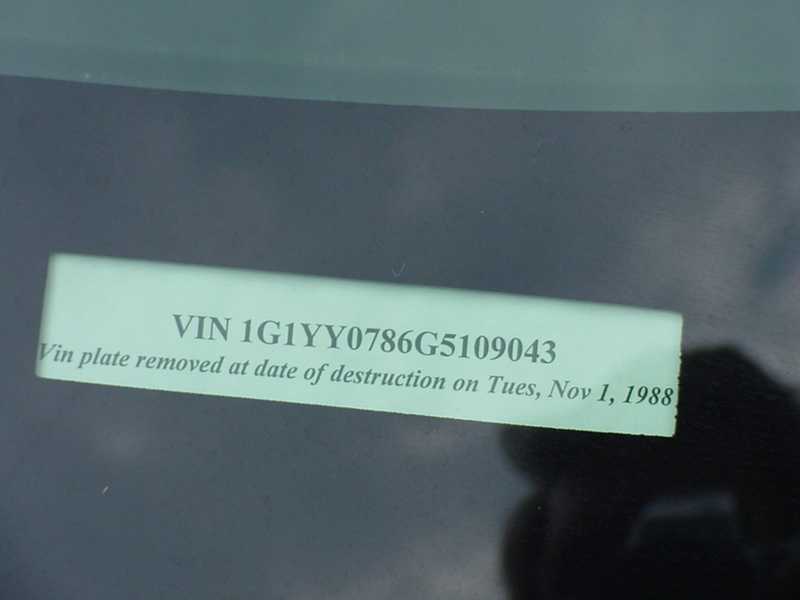 VIN 1G1YY0786G5109043
Vin plate removed at date of destruction on Tues, Nov 1, 1988